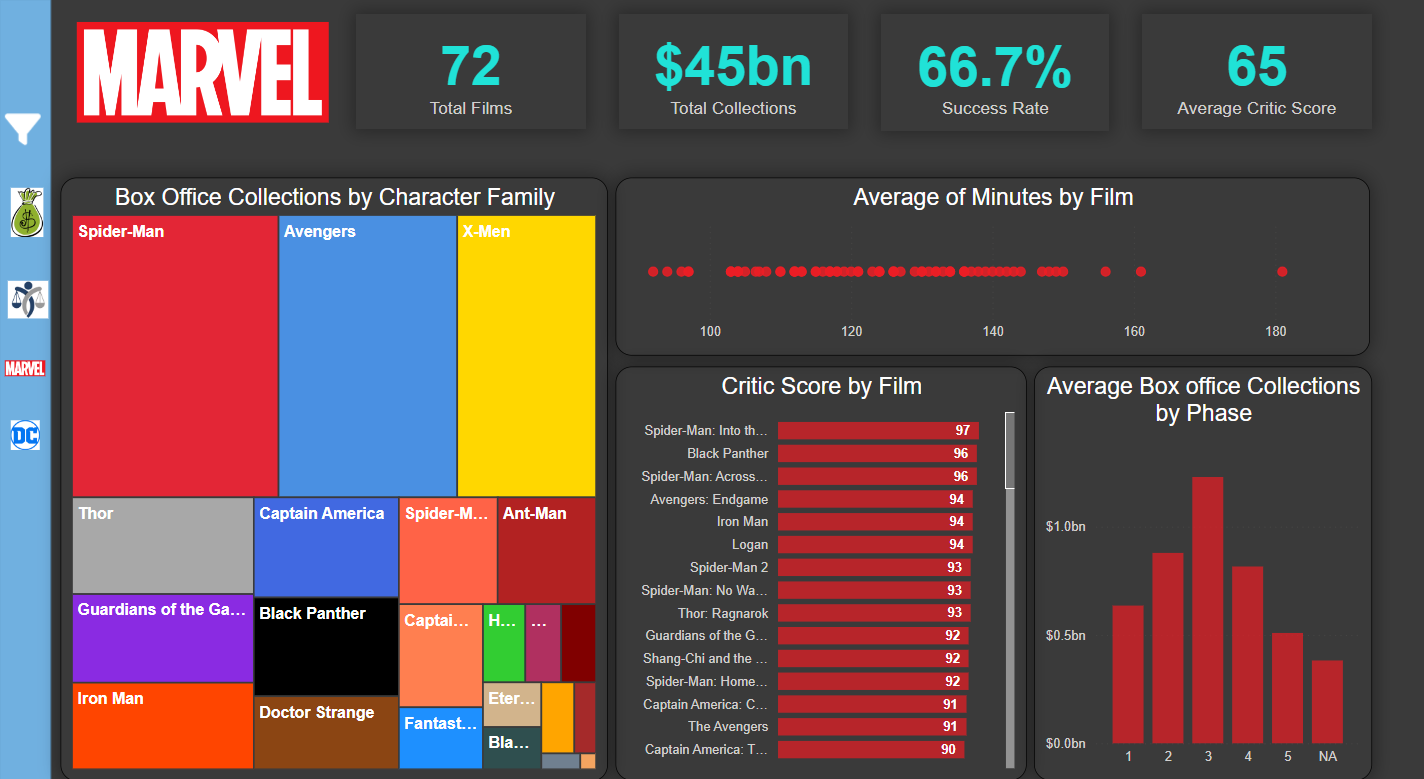 MARVEL
72
Total Films
$45bn
Total Collections
66.7%
Success Rate
65
Average Critic Score
MARVEL
DC
Box Office Collections by Character Family
Spider-Man
Avengers
X-Men
Thor
Captain America
Spider-M...
Ant-Man
Guardians of the Ga...
Black Panther
Captai...
H...
...
Iron Man
Doctor Strange
Fantast...
Eter...
Bla...
Average of Minutes by Film
100 120 140 160 180
Critic Score by Film
Spider-Man: Into th... 97
Black Panther 96
Spider-Man: Across... 96
Avengers: Endgame 94
Iron Man 94
Logan 94
Spider-Man 2 93
Spider-Man: No Wa... 93
Thor: Ragnarok 93
Guardians of the G... 92
Shang-Chi and the ... 92
Spider-Man: Home... 92
Captain America: C... 91
The Avengers 91
Captain America: T... 90
Average Box office Collections
by Phase
$1.0bn
$0.5bn
$0.0bn
1 2 3 4 5 NA